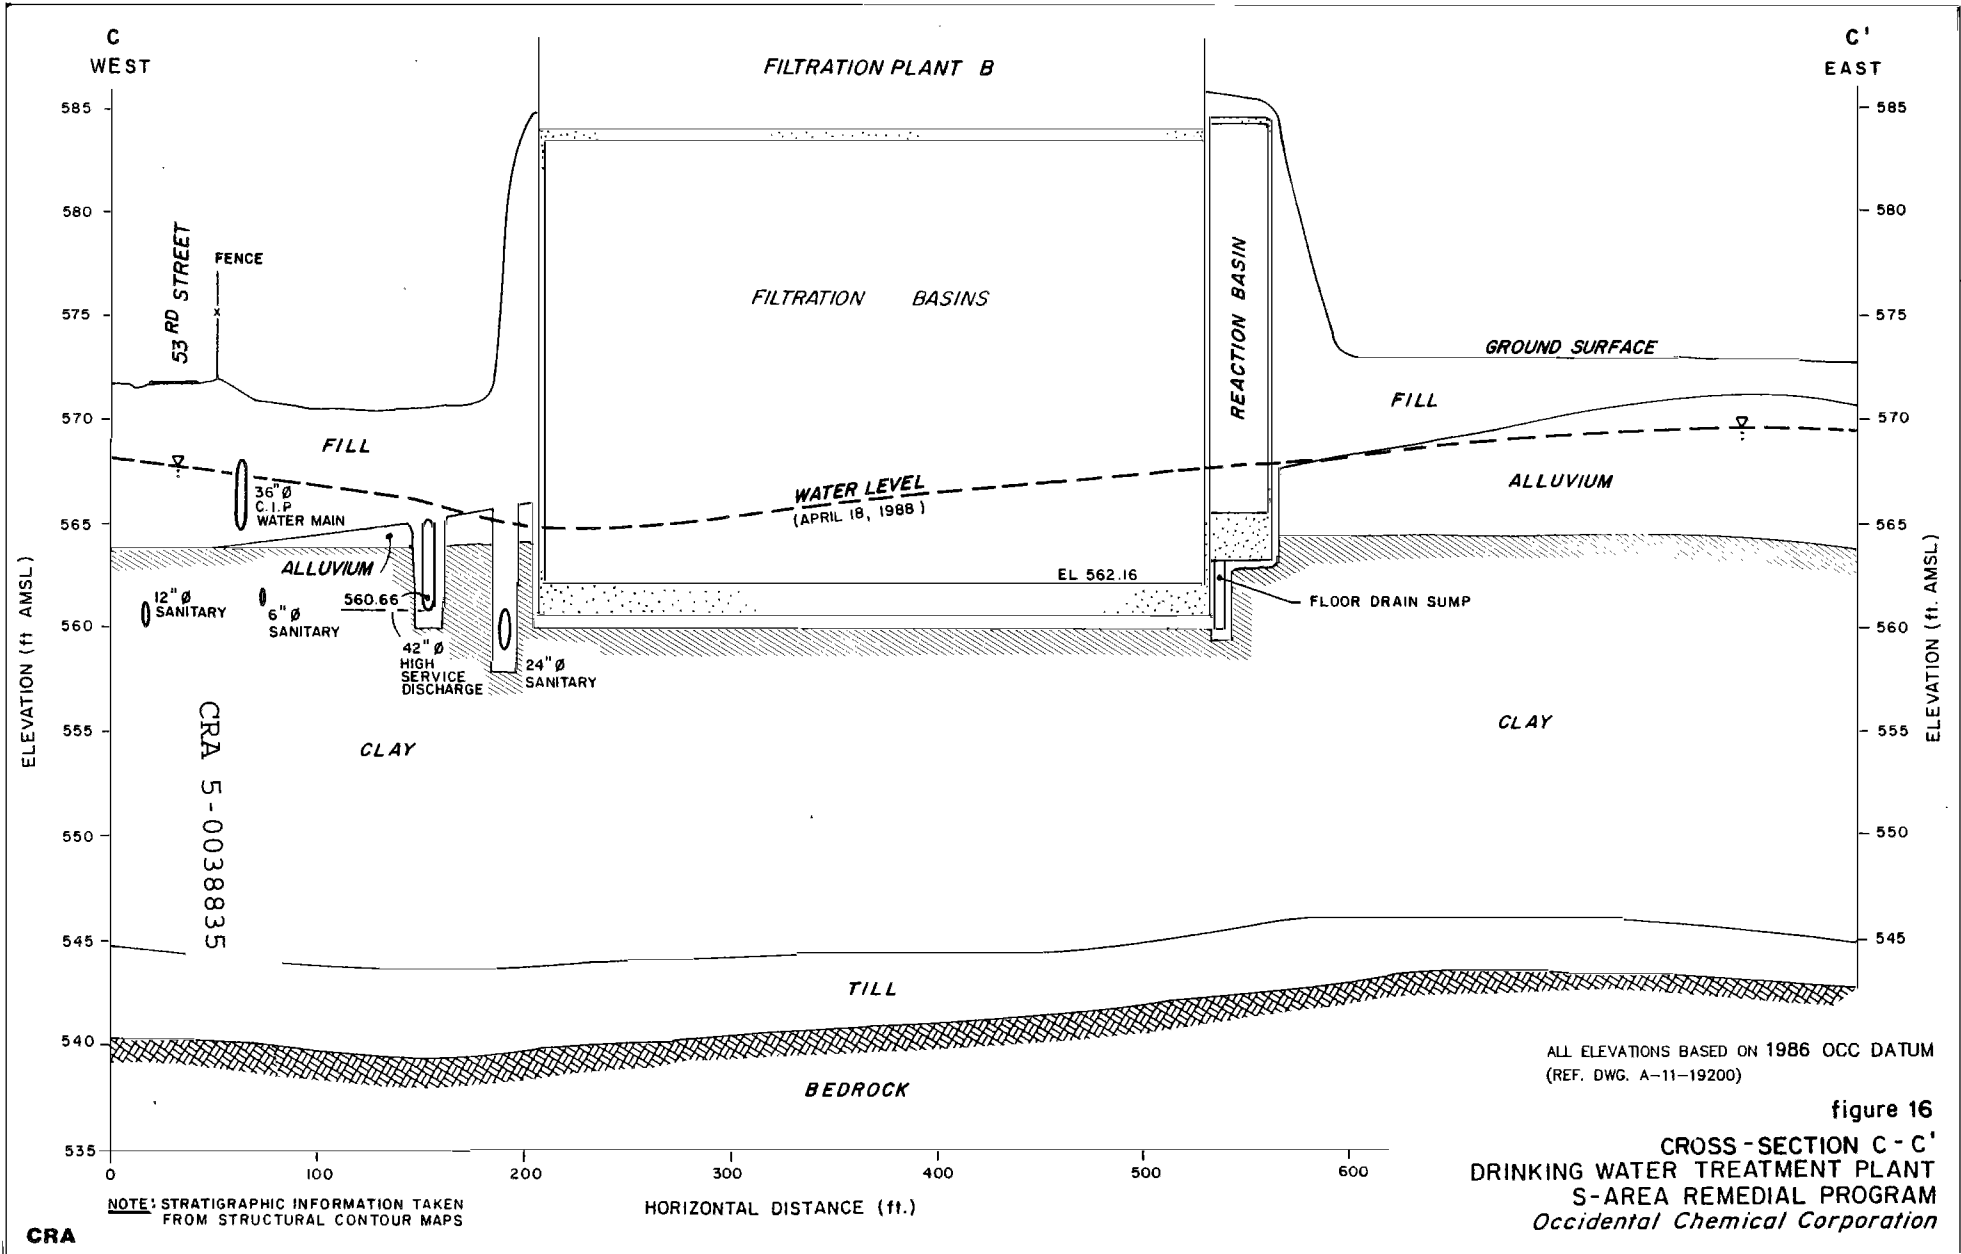 C
WEST
FILTRATION PLANT B
C'
EAST
585
585
580
580
53RD STREET
FENCE
x
FILTRATION BASINS
REACTION BASIN
575
575
GROUND SURFACE
570
570
FILL
FILL
36"Ø
C.I.P
WATER MAIN
WATER LEVEL
(APRIL 18, 1988)
ALLUVIUM
565
565
ALLUVIUM
EL 562.16
12"Ø
SANITARY
6"Ø
SANITARY
560.66
FLOOR DRAIN SUMP
560
560
42"Ø
HIGH
SERVICE
DISCHARGE
24"Ø
SANITARY
ELEVATION (ft AMSL)
ELEVATION (ft. AMSL)
555
555
CLAY
CLAY
CRA 5-0038835
550
550
545
545
TILL
540
BEDROCK
535
0
100
200
300
400
500
600
HORIZONTAL DISTANCE (ft.)
NOTE: STRATIGRAPHIC INFORMATION TAKEN
FROM STRUCTURAL CONTOUR MAPS
CRA
ALL ELEVATIONS BASED ON 1986 OCC DATUM
(REF. DWG. A-11-19200)
figure 16
CROSS-SECTION C-C'
DRINKING WATER TREATMENT PLANT
S-AREA REMEDIAL PROGRAM
Occidental Chemical Corporation